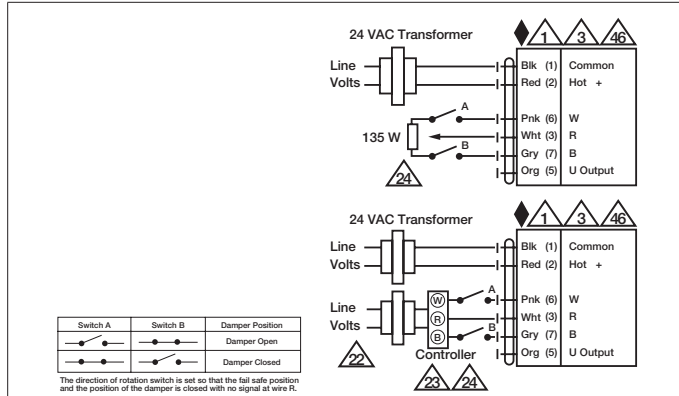 24 VAC Transformer
1 3 46
Line
Volts
Blk (1) Common
Red (2) Hot +
A
Pnk (6) W
135 W
Wht (3) R
B
Gry (7) B
Org (5) U Output
24
24 VAC Transformer
1 3 46
Line
Volts
Blk (1) Common
Red (2) Hot +
A
Line
Volts
W
R
B
Pnk (6) W
Wht (3) R
B
Gry (7) B
Org (5) U Output
22
Controller
23 24
Switch A Switch B Damper Position
Damper Open
Damper Closed
The direction of rotation switch is set so that the fail safe position
and the position of the damper is closed with no signal at wire R.